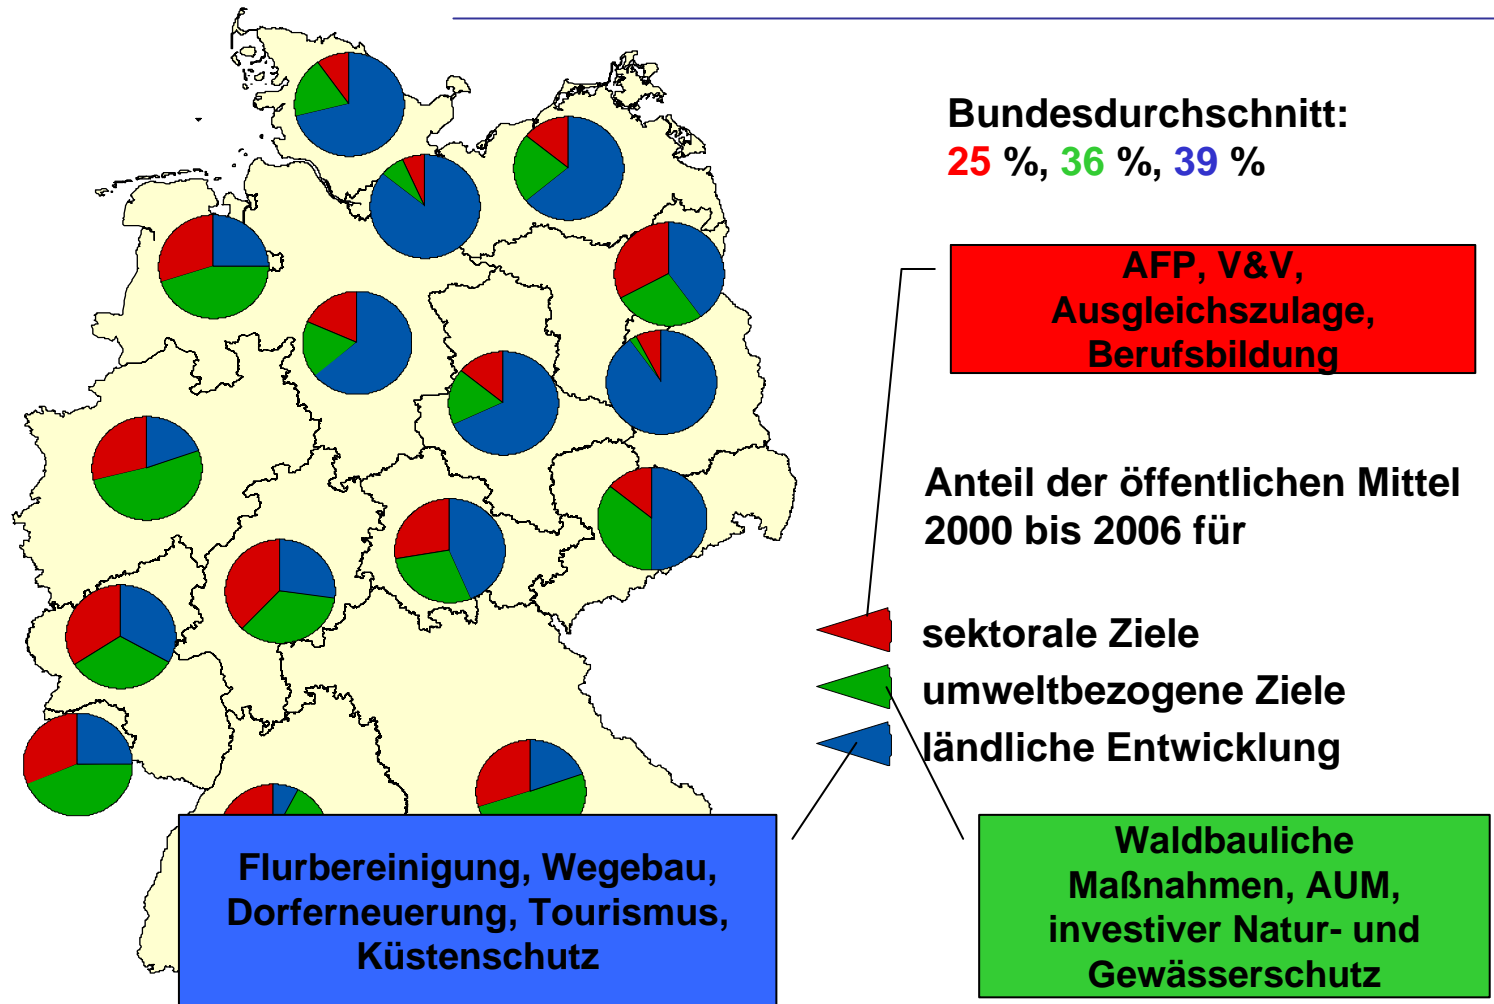 Bundesdurchschnitt:
25 %, 36 %, 39 %
AFP, V&V,
Ausgleichszulage,
Berufsbildung
Anteil der öffentlichen Mittel
2000 bis 2006 für
sektorale Ziele
umweltbezogene Ziele
ländliche Entwicklung
Flurbereinigung, Wegebau,
Dorferneuerung, Tourismus,
Küstenschutz
Waldbauliche
Maßnahmen, AUM,
investiver Natur- und
Gewässerschutz